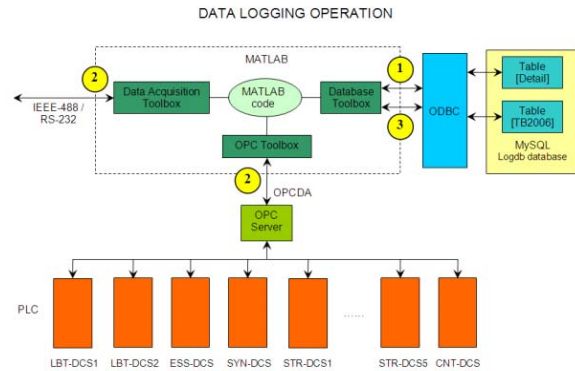 DATA LOGGING OPERATION
MATLAB
2
1
Data Acquisition
Toolbox
MATLAB
code
Database
Toolbox
IEEE-488 /
RS-232
3
ODBC
Table
[Detail]
Table
[TB2006]
MySQL
Logdb database
OPC Toolbox
2
OPCDA
OPC
Server
PLC
......
LBT-DCS1
LBT-DCS2
ESS-DCS
SYN-DCS
STR-DCS1
STR-DCS5
CNT-DCS